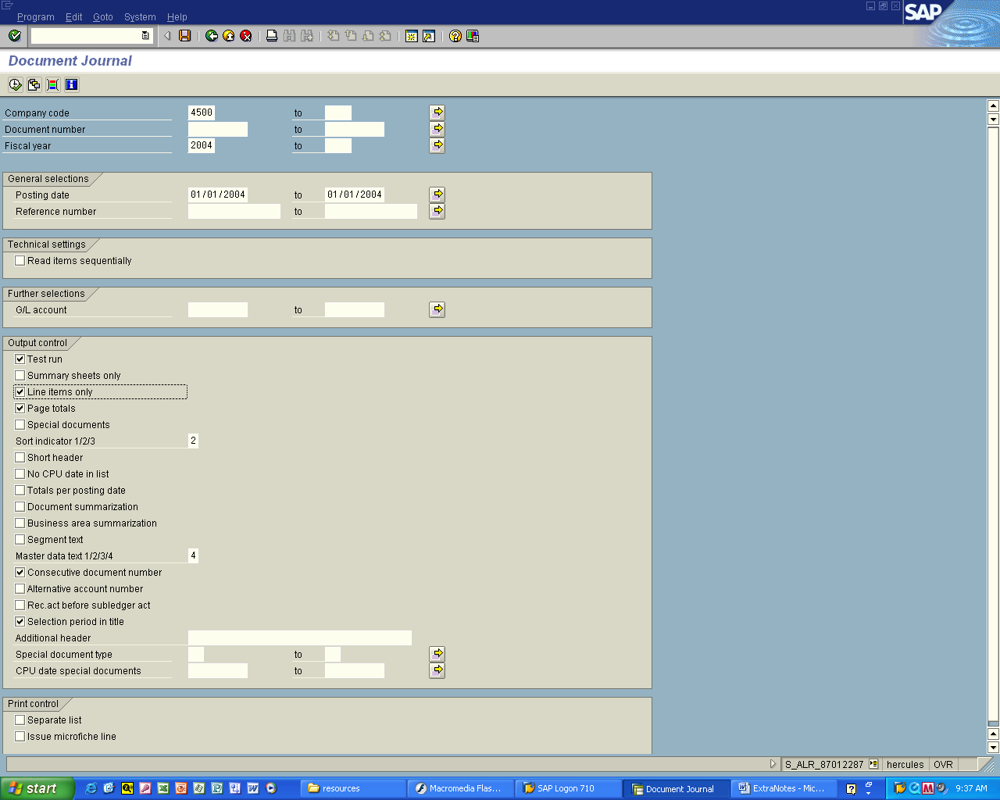 Program Edit Goto System Help
SAP
Document Journal
Company code 4500 to
Document number to
Fiscal year 2004 to
General selections
Posting date 01/01/2004 to 01/01/2004
Reference number to
Technical settings
Read items sequentially
Further selections
G/L account to
Output control
Test run
Summary sheets only
Line items only
Page totals
Special documents
Sort indicator 1/2/3 2
Short header
No CPU date in list
Totals per posting date
Document summarization
Business area summarization
Segment text
Master data text 1/2/3/4 4
Consecutive document number
Alternative account number
Rec.act before subledger act
Selection period in title
Additional header
Special document type to
CPU date special documents to
Print control
Separate list
Issue microfiche line
S_ALR_87012287 hercules OVR
start resources Macromedia Flas... SAP Logon 710 Document Journal ExtraNotes - Mic... 9:37 AM